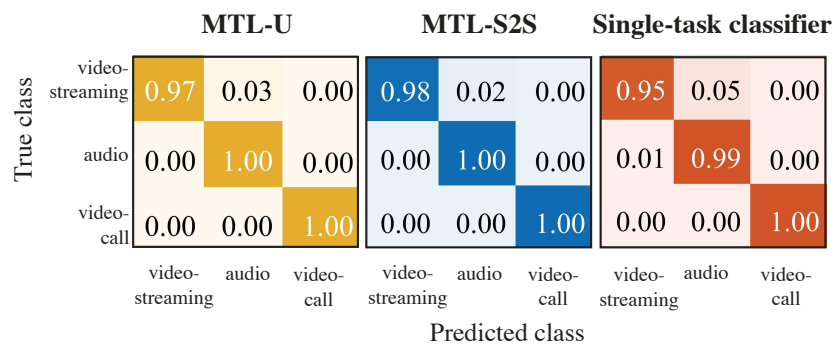 MTL-U MTL-S2S Single-task classifier
True class
video-
streaming
0.97 0.03 0.00 0.98 0.02 0.00 0.95 0.05 0.00
audio
0.00 1.00 0.00 0.00 1.00 0.00 0.01 0.99 0.00
video-
call
0.00 0.00 1.00 0.00 0.00 1.00 0.00 0.00 1.00
video- audio video- video- audio video- video- audio video-
streaming call streaming call streaming call
Predicted class